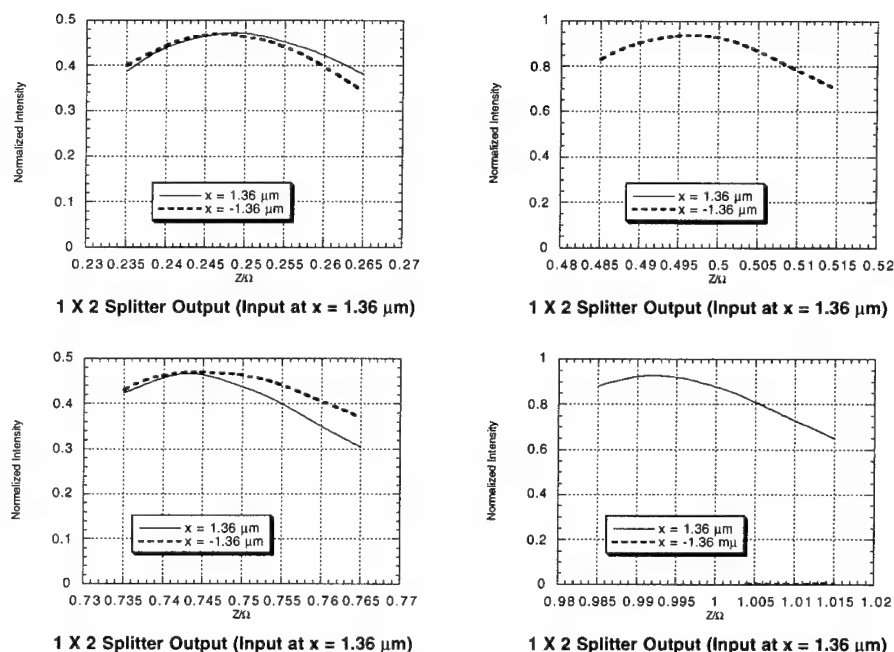 0.5
0.4
0.3
0.2
0.1
0
Normalized Intensity
x = 1.36 μm
x = -1.36 μm
0.23 0.235 0.24 0.245 0.25 0.255 0.26 0.265 0.27
Z/Ω
1 X 2 Splitter Output (Input at x = 1.36 μm)
1
0.8
0.6
0.4
0.2
0
Normalized Intensity
x = 1.36 μm
x = -1.36 μm
0.48 0.485 0.49 0.495 0.5 0.505 0.51 0.515 0.52
Z/Ω
1 X 2 Splitter Output (Input at x = 1.36 μm)
0.5
0.4
0.3
0.2
0.1
0
Normalized Intensity
x = 1.36 μm
x = -1.36 μm
0.73 0.735 0.74 0.745 0.75 0.755 0.76 0.765 0.77
Z/Ω
1 X 2 Splitter Output (Input at x = 1.36 μm)
1
0.8
0.6
0.4
0.2
0
Normalized Intensity
x = 1.36 μm
x = -1.36 mμ
0.98 0.985 0.99 0.995 1 1.005 1.01 1.015 1.02
Z/Ω
1 X 2 Splitter Output (Input at x = 1.36 μm)